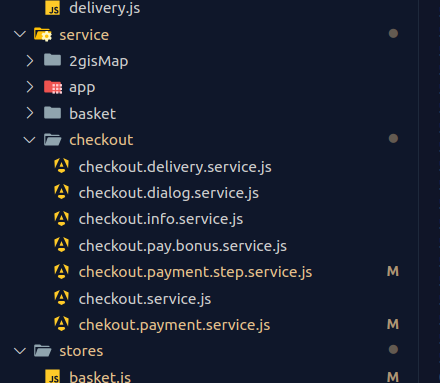 JS delivery.js
service
2gisMap
app
basket
checkout
checkout.delivery.service.js
checkout.dialog.service.js
checkout.info.service.js
checkout.pay.bonus.service.js
checkout.payment.step.service.js M
checkout.service.js
chekout.payment.service.js M
stores
JS basket.js M